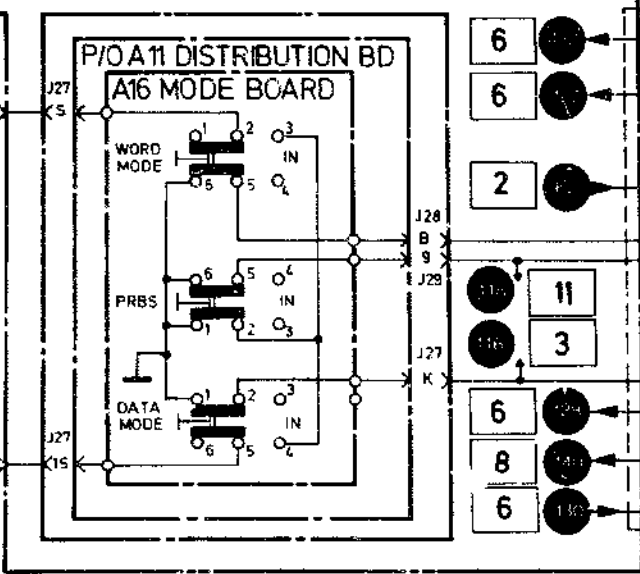 P/O A11 DISTRIBUTION BD
A16 MODE BOARD
J27
S
1 2 3
WORD
MODE
IN
6 5 4
J28
B
9
J29
6 5 4
PRBS
IN
1 2 3
J27
K
1 2 3
DATA
MODE
IN
6 5 4
J27
15
6
6
2
11
116
3
6
8
6
130